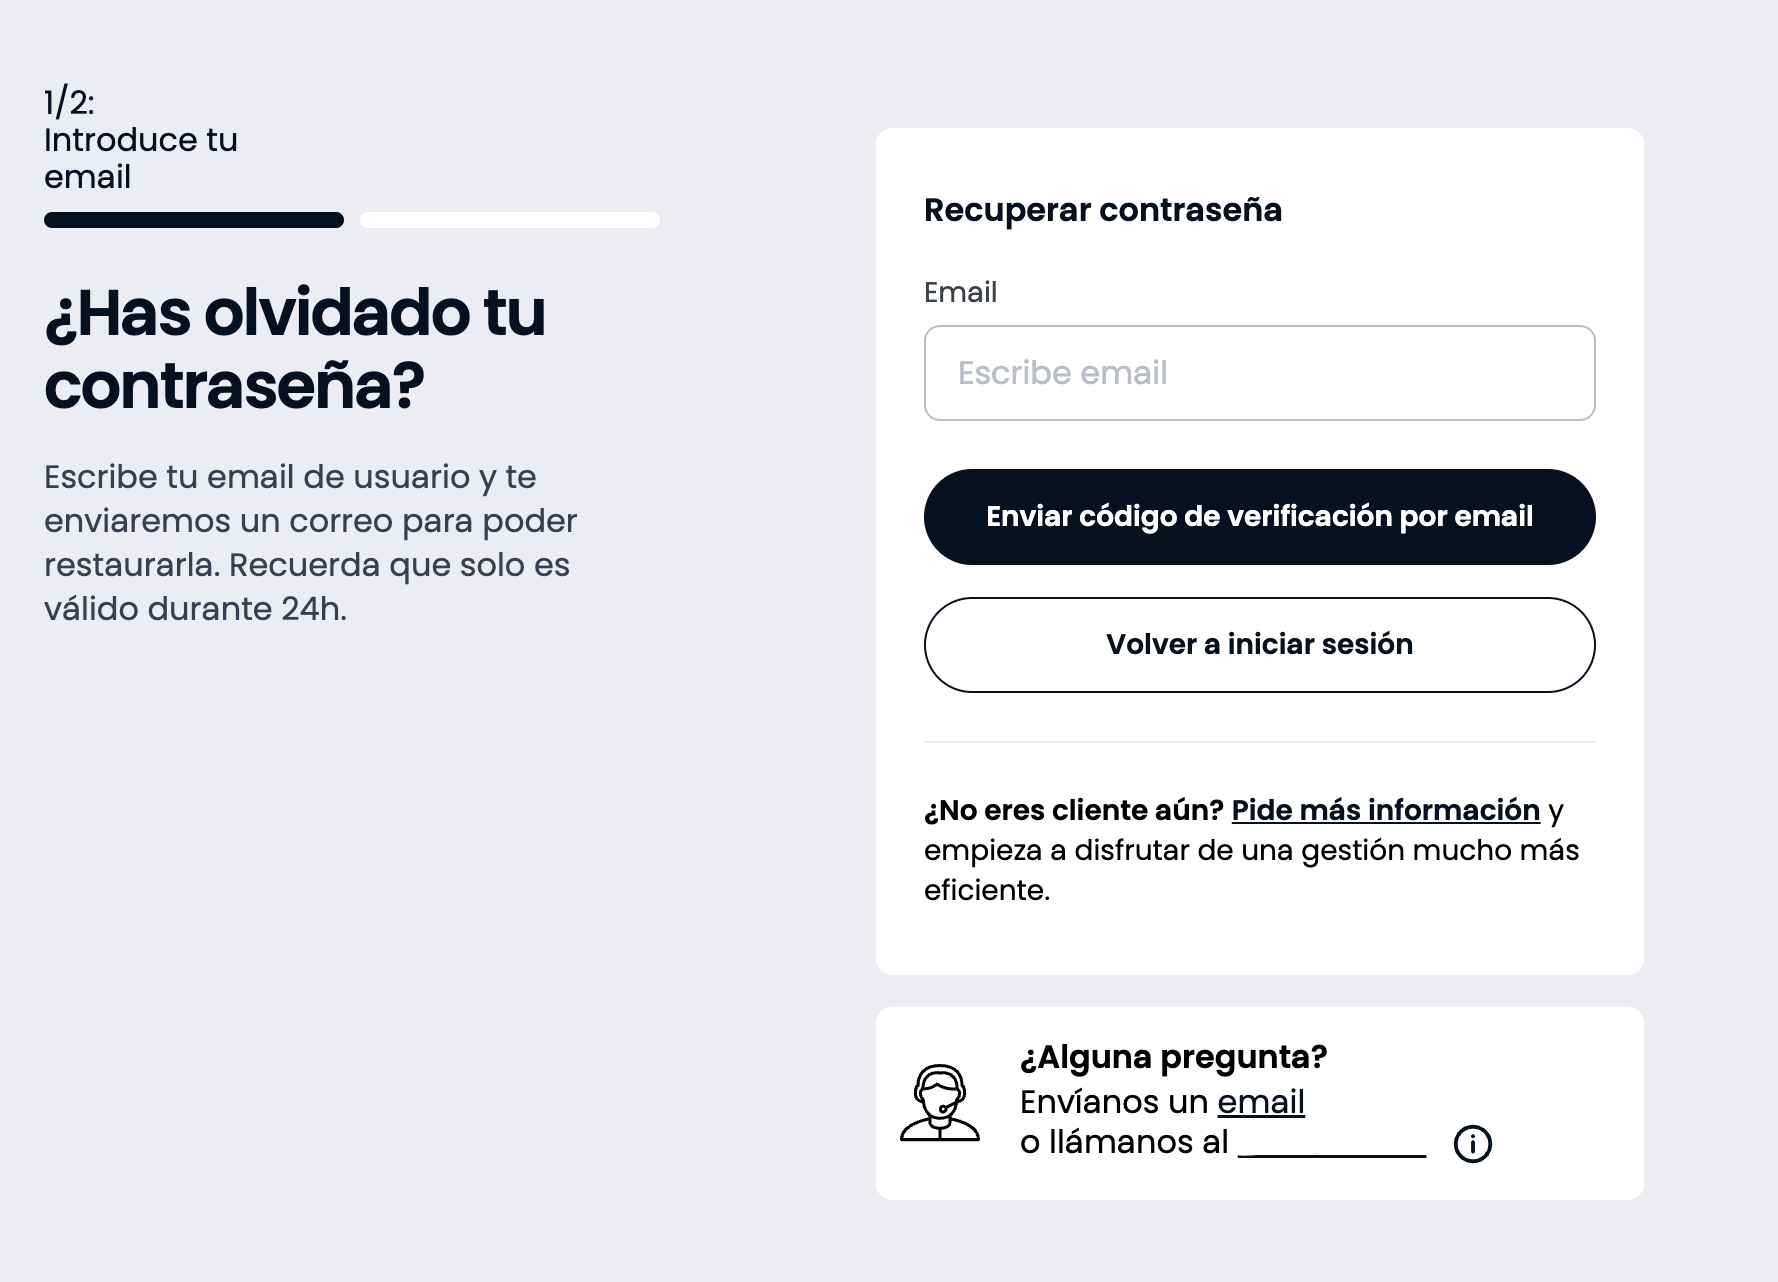 1/2:
Introduce tu
email
¿Has olvidado tu
contraseña?
Escribe tu email de usuario y te
enviaremos un correo para poder
restaurarla. Recuerda que solo es
válido durante 24h.
Recuperar contraseña
Email
Escribe email
Enviar código de verificación por email
Volver a iniciar sesión
¿No eres cliente aún? Pide más información y
empieza a disfrutar de una gestión mucho más
eficiente.
¿Alguna pregunta?
Envíanos un email
o llámanos al